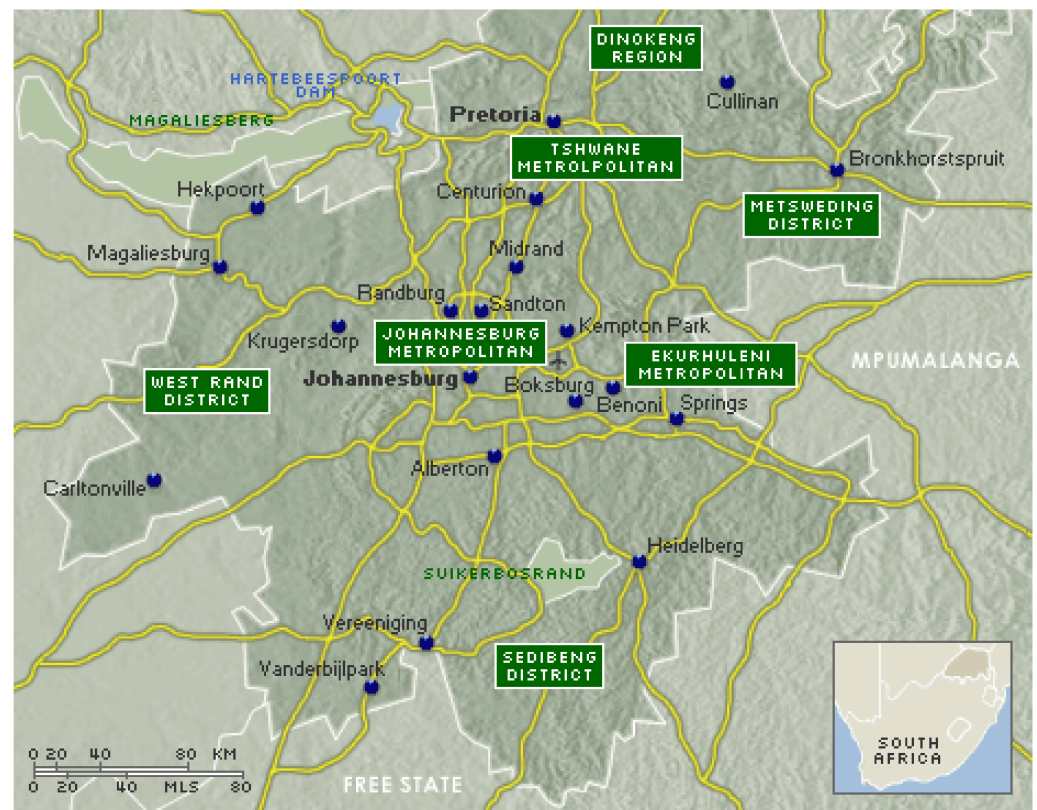 DINOKENG
REGION
HARTEBEESPOORT
DAM
Cullinan
MAGALIESBERG
Pretoria
TSHWANE
METROLPOLITAN
Bronkhorstspruit
Hekpoort
Centurion
METSWEDING
DISTRICT
Magaliesburg
Midrand
Randburg
Sandton
Krugersdorp
JOHANNESBURG
METROPOLITAN
Kempton Park
EKURHULENI
METROPOLITAN
MPUMALANGA
WEST RAND
DISTRICT
Johannesburg
Boksburg
Benoni
Springs
Alberton
Carltonville
Heidelberg
SUIKERBOSRAND
Vereeniging
Vanderbijlpark
SEDIBENG
DISTRICT
SOUTH
AFRICA
0 20 40 80 KM
0 20 40 MLS 80
FREE STATE